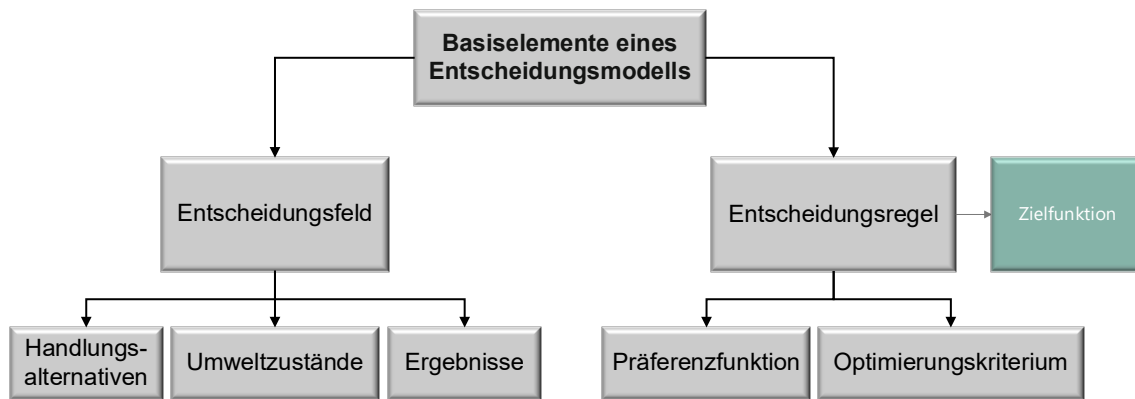 Basiselemente eines
Entscheidungsmodells
Entscheidungsfeld
Entscheidungsregel
Zielfunktion
Handlungs-
alternativen
Umweltzustände
Ergebnisse
Präferenzfunktion
Optimierungskriterium